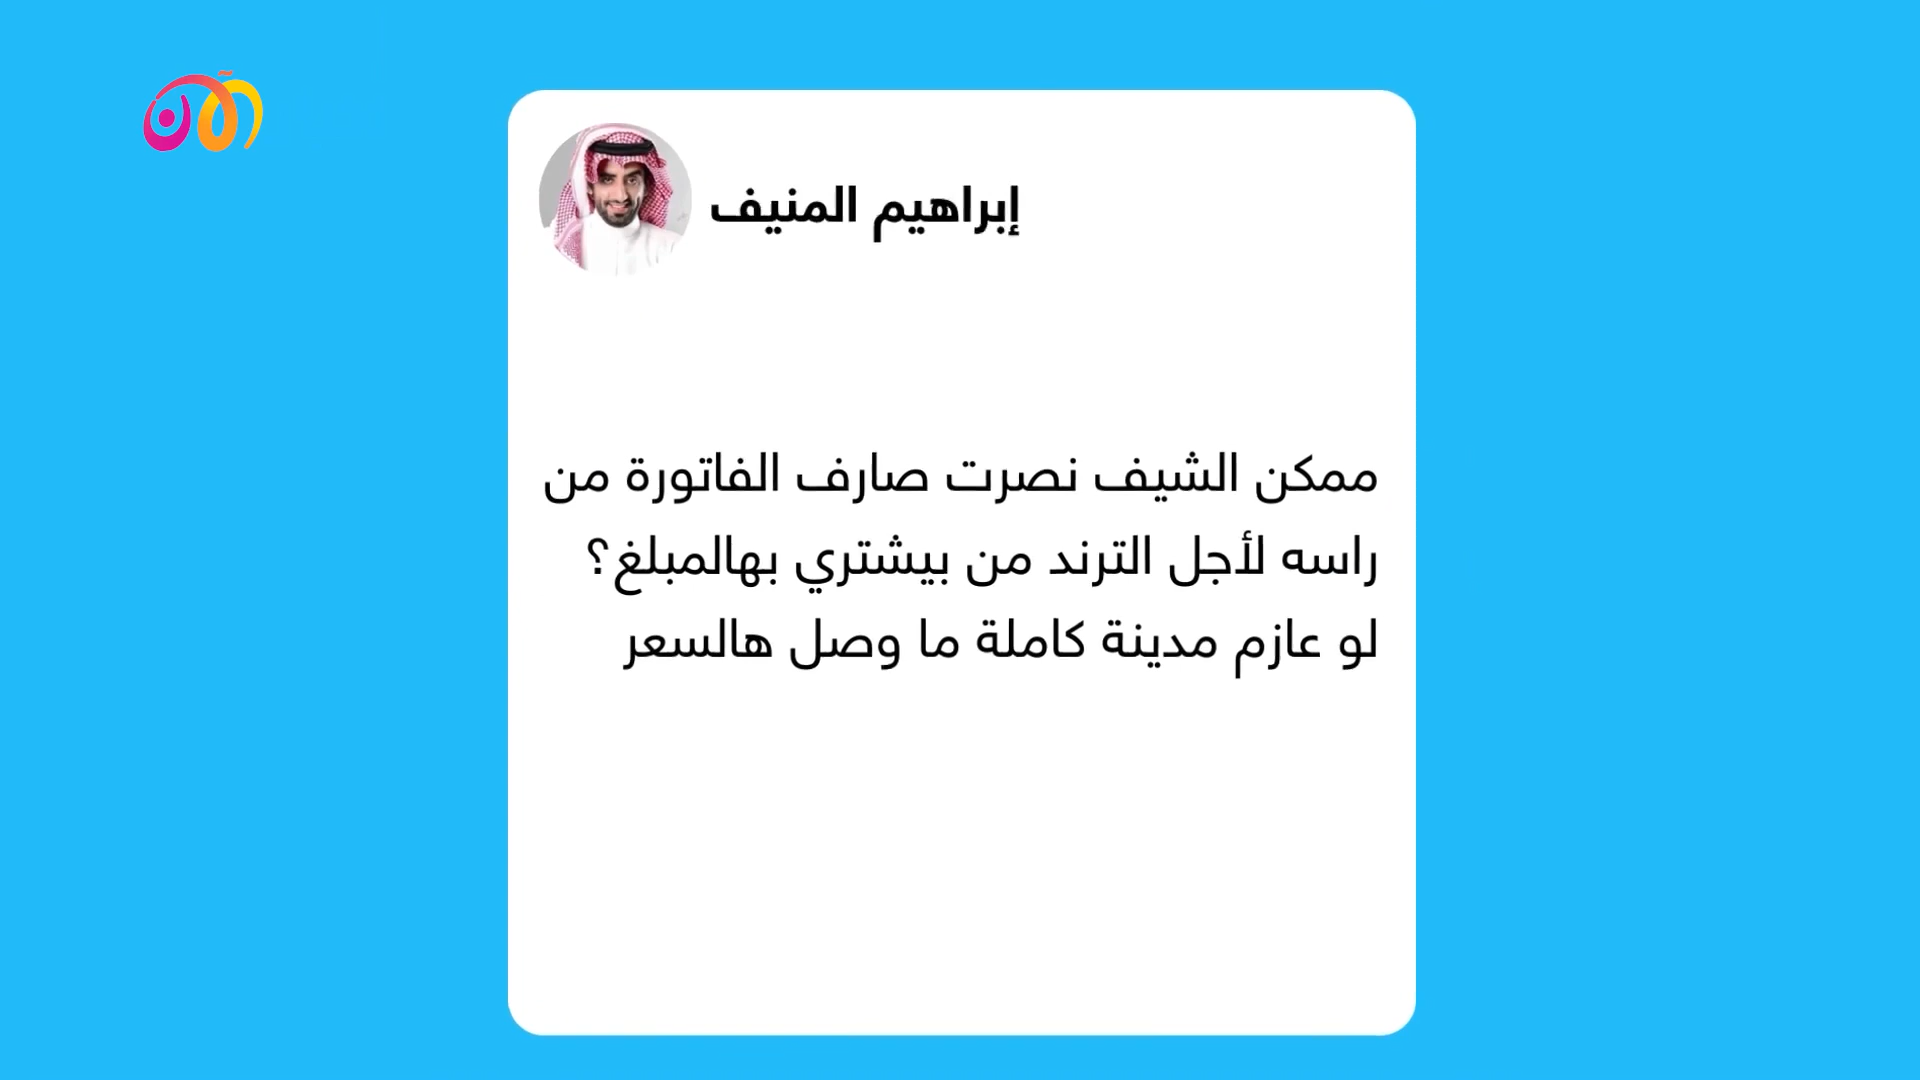 إبراهيم المنيف
ممكن الشيف نصرت صارف الفاتورة من
راسه لأجل الترند من بيشتري بهالمبلغ؟
لو عازم مدينة كاملة ما وصل هالسعر